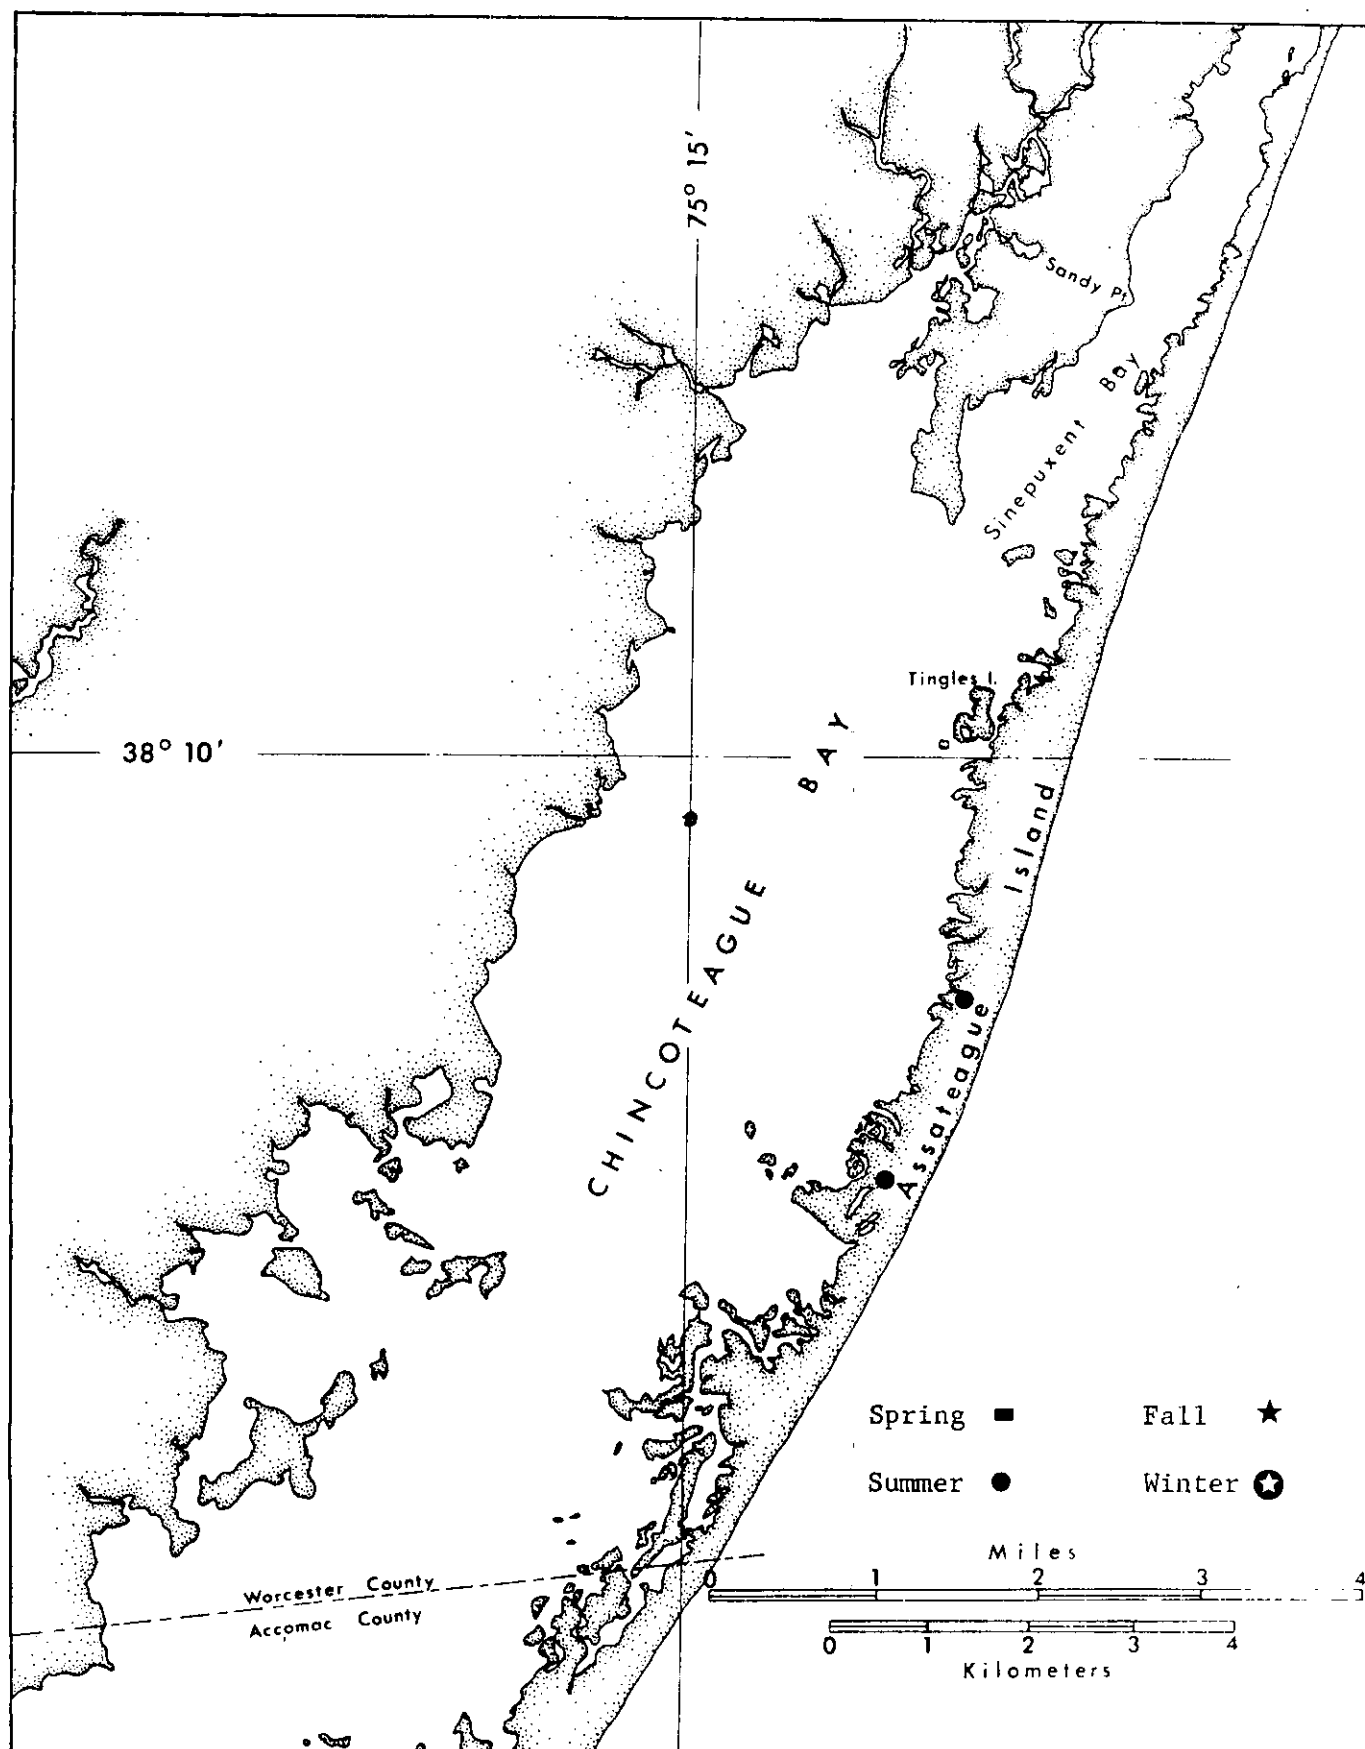 75° 15'
Sandy Pt.
Sinepuxent Bay
Tingles I.
38° 10'
CHINCOTEAGUE BAY
Assateague Island
Spring
Fall
Summer
Winter
Miles
0 1 2 3 4
0 1 2 3 4
Kilometers
Worcester County
Accomac County